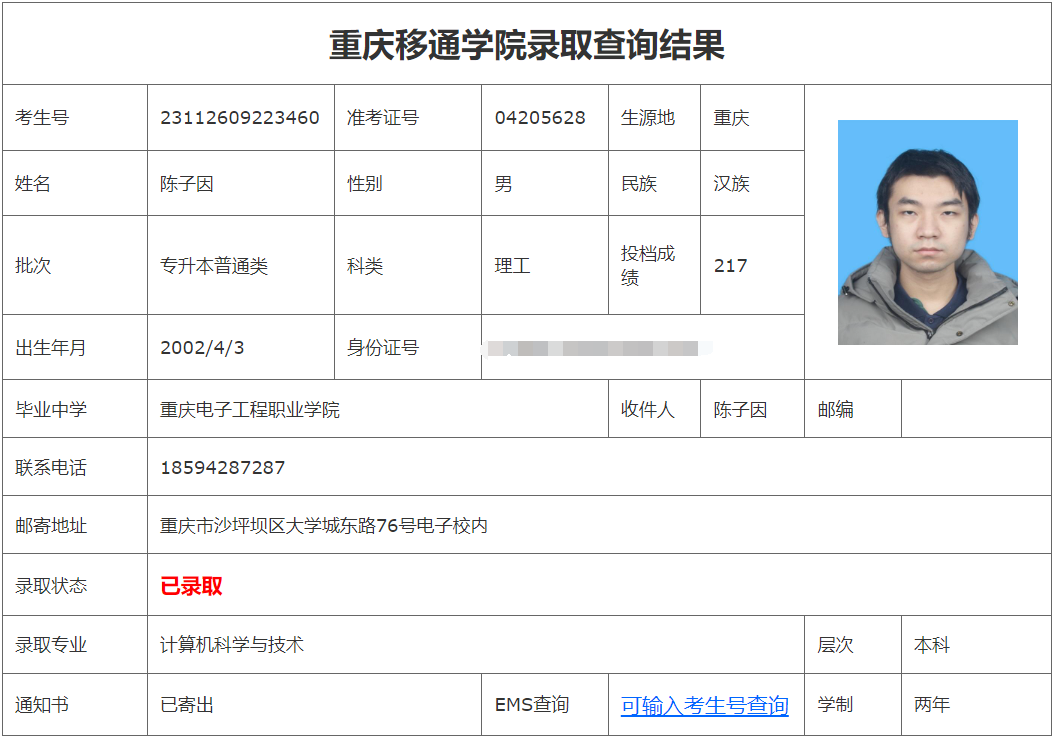 重庆移通学院录取查询结果
考生号 23112609223460 准考证号 04205628 生源地 重庆
姓名 陈子因 性别 男 民族 汉族
批次 专升本普通类 科类 理工 投档成绩 217
出生年月 2002/4/3 身份证号
毕业中学 重庆电子工程职业学院 收件人 陈子因 邮编
联系电话 18594287287
邮寄地址 重庆市沙坪坝区大学城东路76号电子校内
录取状态 已录取
录取专业 计算机科学与技术 层次 本科
通知书 已寄出 EMS查询 可输入考生号查询 学制 两年